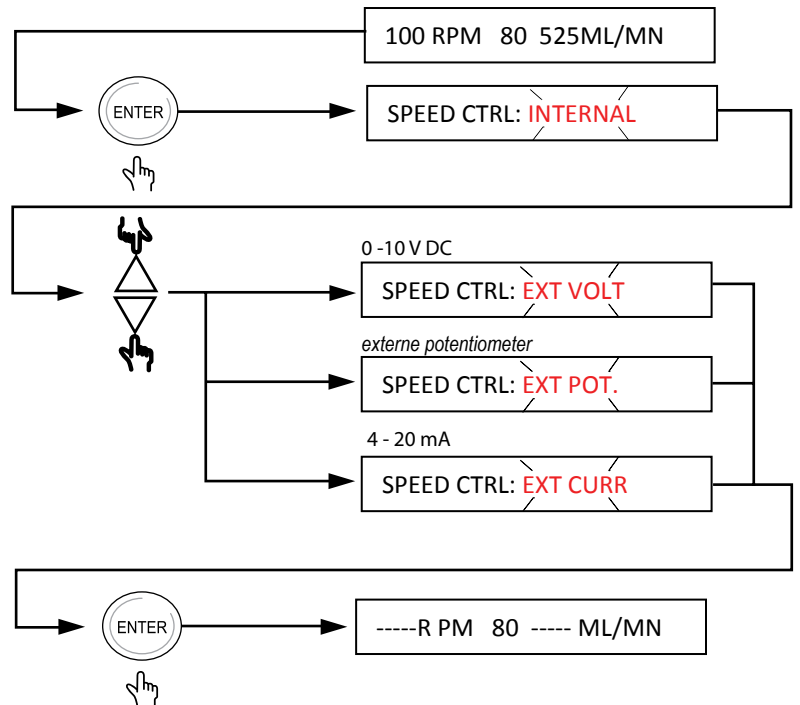 100 RPM 80 525ML/MN
ENTER
SPEED CTRL: INTERNAL
0 -10 V DC
SPEED CTRL: EXT VOLT
externe potentiometer
SPEED CTRL: EXT POT.
4 - 20 mA
SPEED CTRL: EXT CURR
ENTER
-----R PM 80 ----- ML/MN